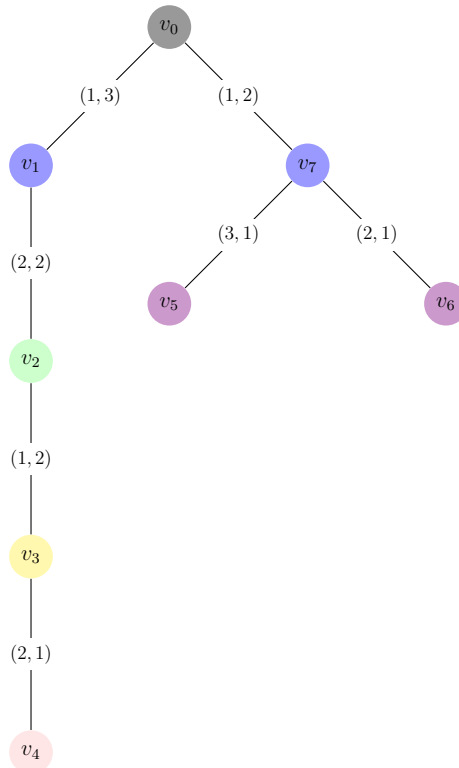 v₀
(1, 3) (1, 2)
v₁ v₇
(3, 1) (2, 1)
(2, 2)
v₅ v₆
v₂
(1, 2)
v₃
(2, 1)
v₄